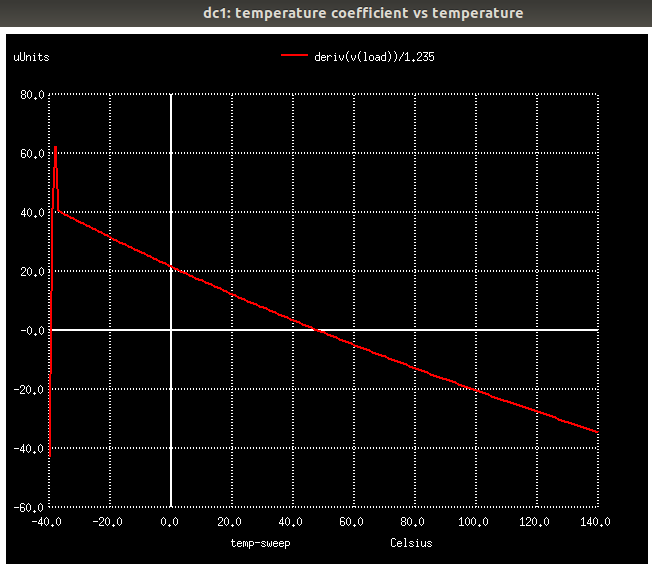 dc1: temperature coefficient vs temperature
uUnits
deriv(v(load))/1.235
80.0
60.0
40.0
20.0
-0.0
-20.0
-40.0
-60.0
-40.0 -20.0 0.0 20.0 40.0 60.0 80.0 100.0 120.0 140.0
temp-sweep Celsius